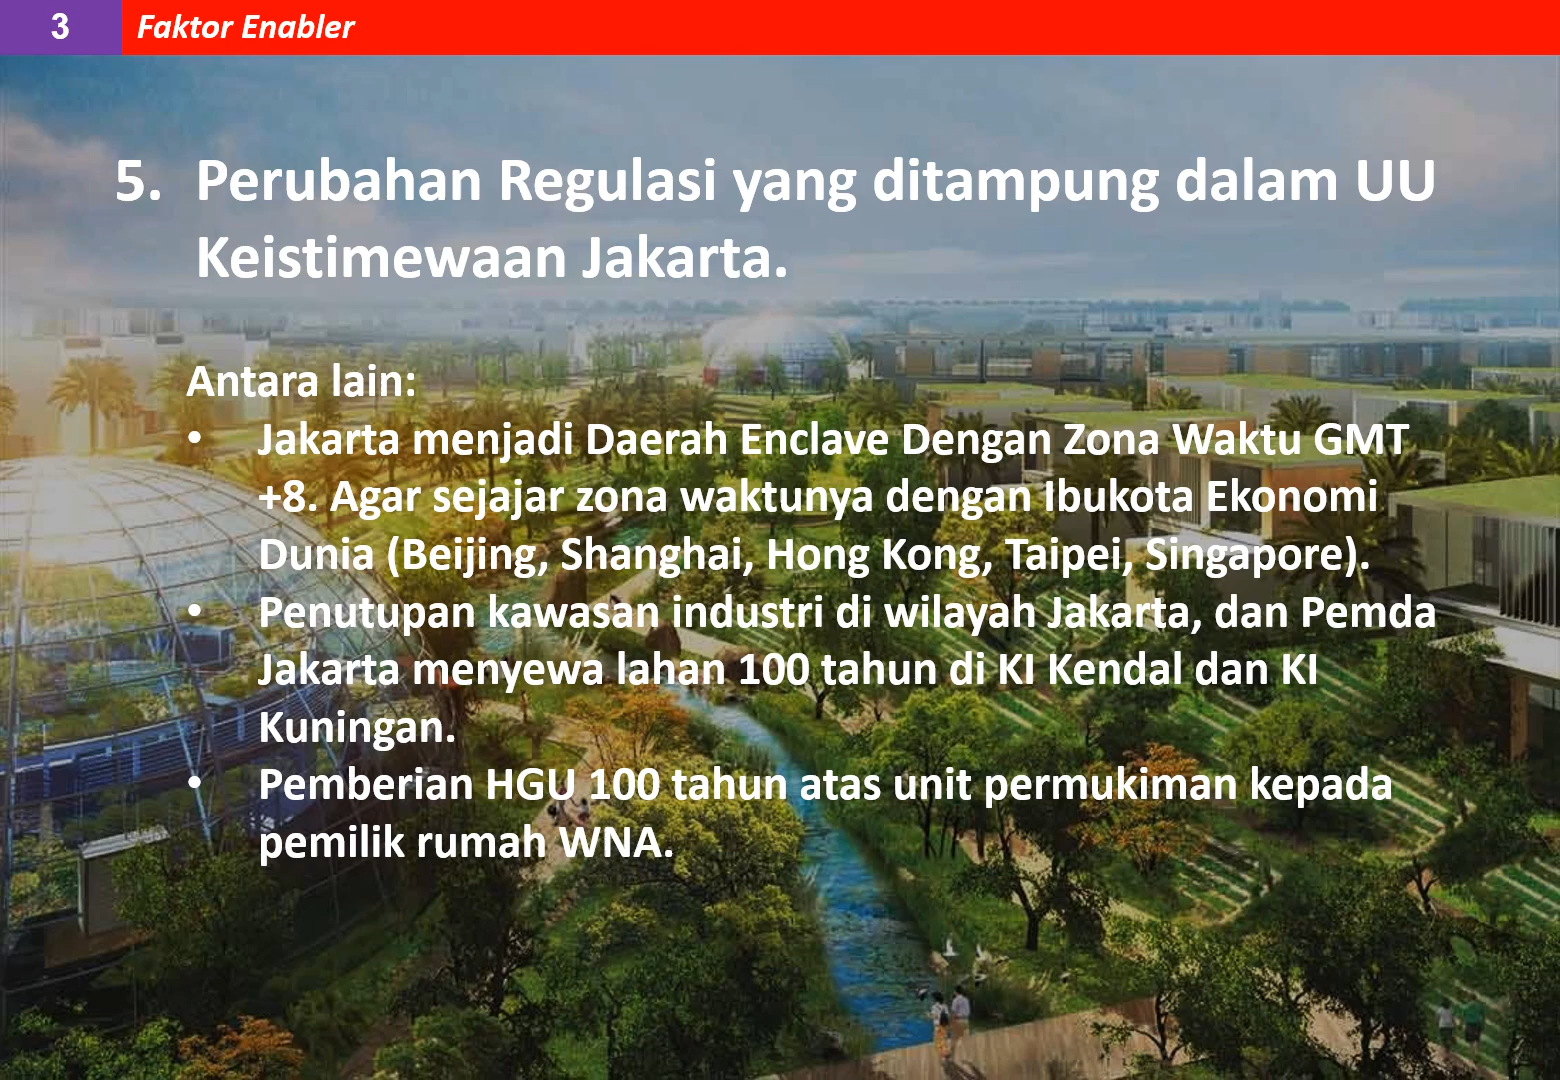 3
Faktor Enabler
5. Perubahan Regulasi yang ditampung dalam UU
Keistimewaan Jakarta.
Antara lain:
• Jakarta menjadi Daerah Enclave Dengan Zona Waktu GMT
+8. Agar sejajar zona waktunya dengan Ibukota Ekonomi
Dunia (Beijing, Shanghai, Hong Kong, Taipei, Singapore).
• Penutupan kawasan industri di wilayah Jakarta, dan Pemda
Jakarta menyewa lahan 100 tahun di KI Kendal dan KI
Kuningan.
• Pemberian HGU 100 tahun atas unit permukiman kepada
pemilik rumah WNA.